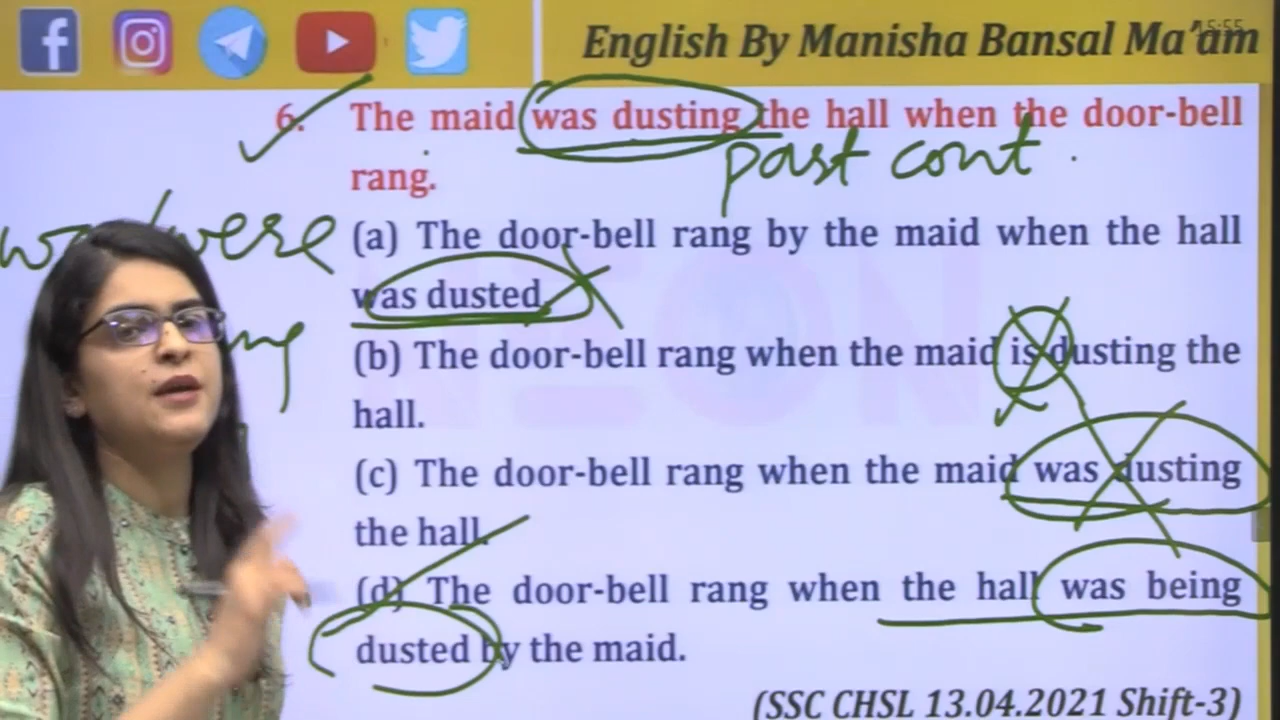 English By Manisha Bansal Ma'am
15:55
6. The maid was dusting the hall when the door-bell
rang.
past cont.
were
(a) The door-bell rang by the maid when the hall
was dusted.
ing
(b) The door-bell rang when the maid is dusting the
hall.
(c) The door-bell rang when the maid was dusting
the hall.
(d) The door-bell rang when the hall was being
dusted by the maid.
(SSC CHSL 13.04.2021 Shift-3)